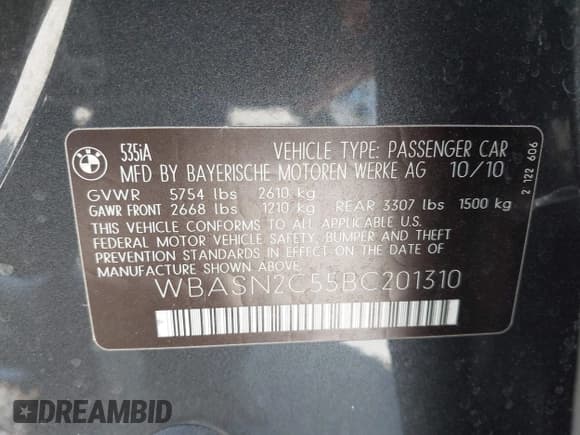 BMW
535iA
VEHICLE TYPE: PASSENGER CAR
MFD BY BAYERISCHE MOTOREN WERKE AG 10/10
GVWR 5754 lbs 2610 kg
GAWR FRONT 2668 lbs 1210 kg REAR 3307 lbs 1500 kg
THIS VEHICLE CONFORMS TO ALL APPLICABLE U.S.
FEDERAL MOTOR VEHICLE SAFETY, BUMPER AND THEFT
PREVENTION STANDARDS IN EFFECT ON THE DATE OF
MANUFACTURE SHOWN ABOVE.
WBASN2C55BC201310
2 122 606
DREAMBID